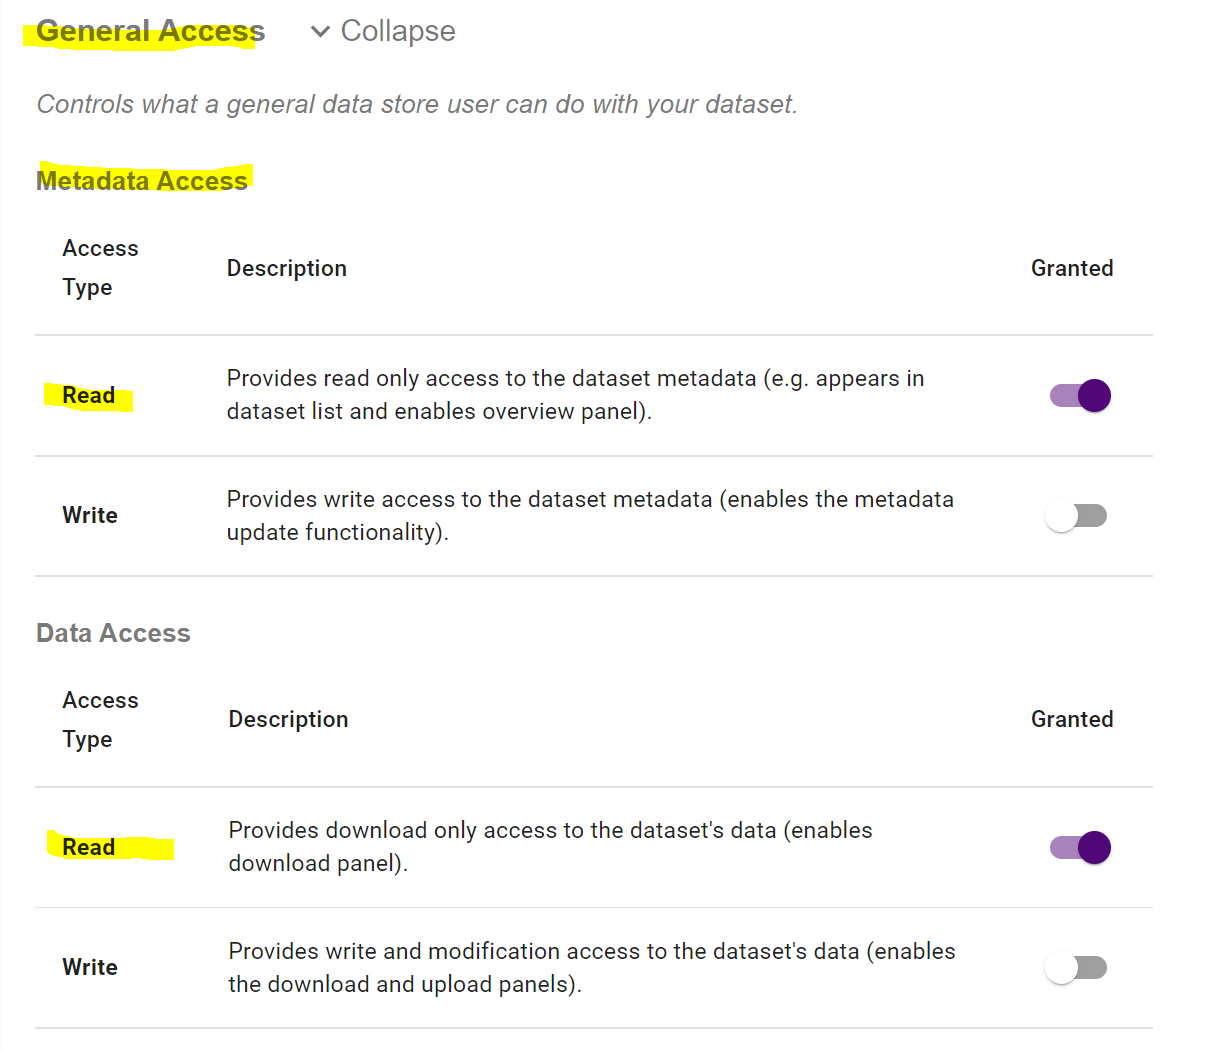 General Access Collapse
Controls what a general data store user can do with your dataset.
Metadata Access
Access
Type
Description
Granted
Read
Provides read only access to the dataset metadata (e.g. appears in
dataset list and enables overview panel).
Write
Provides write access to the dataset metadata (enables the metadata
update functionality).
Data Access
Access
Type
Description
Granted
Read
Provides download only access to the dataset's data (enables
download panel).
Write
Provides write and modification access to the dataset's data (enables
the download and upload panels).